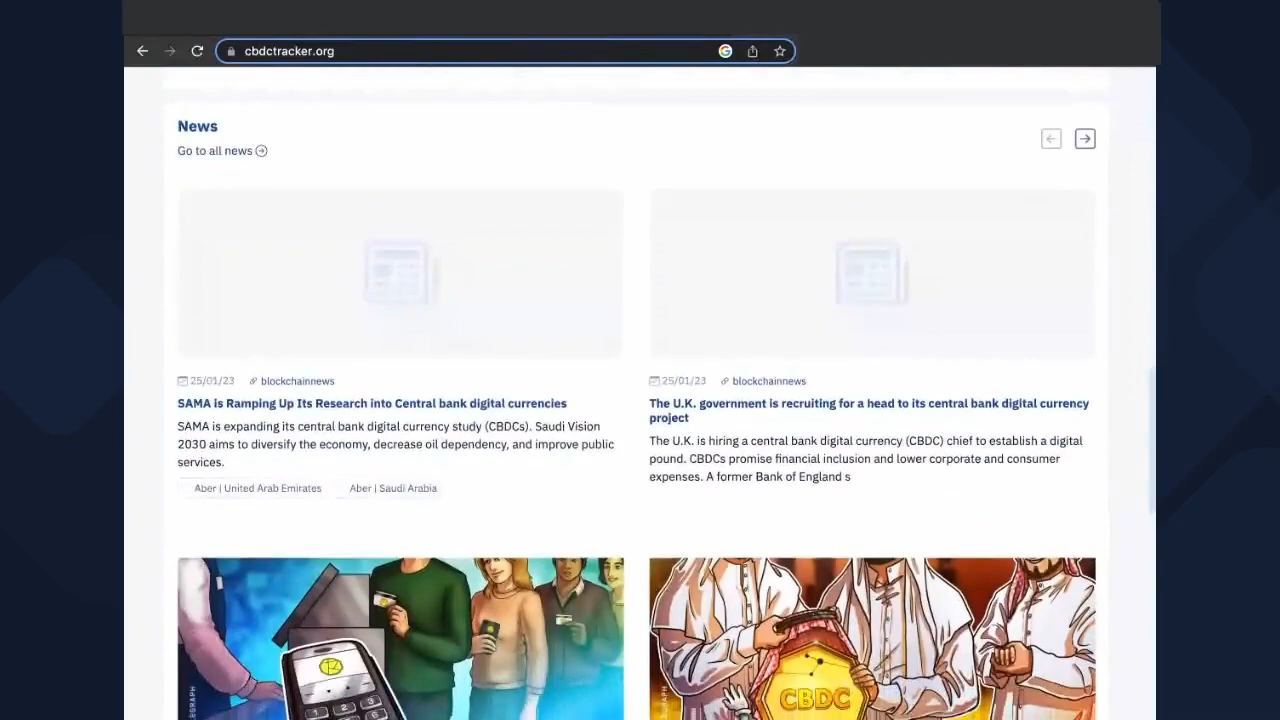 cbdctracker.org
News
Go to all news
25/01/23 blockchainnews
SAMA is Ramping Up Its Research into Central bank digital currencies
SAMA is expanding its central bank digital currency study (CBDCs). Saudi Vision
2030 aims to diversify the economy, decrease oil dependency, and improve public
services.
Aber | United Arab Emirates Aber | Saudi Arabia
25/01/23 blockchainnews
The U.K. government is recruiting for a head to its central bank digital currency
project
The U.K. is hiring a central bank digital currency (CBDC) chief to establish a digital
pound. CBDCs promise financial inclusion and lower corporate and consumer
expenses. A former Bank of England s
1 2 3
CBDC